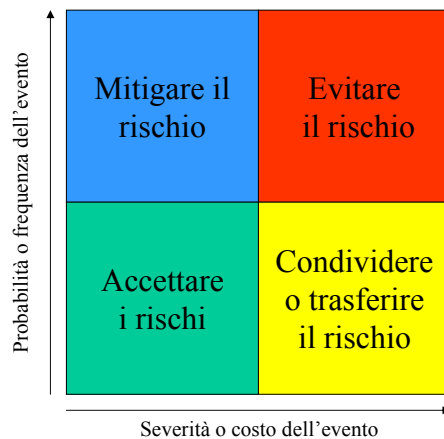 Probabilità o frequenza dell'evento
Mitigare il
rischio
Evitare
il rischio
Accettare
i rischi
Condividere
o trasferire
il rischio
Severità o costo dell'evento